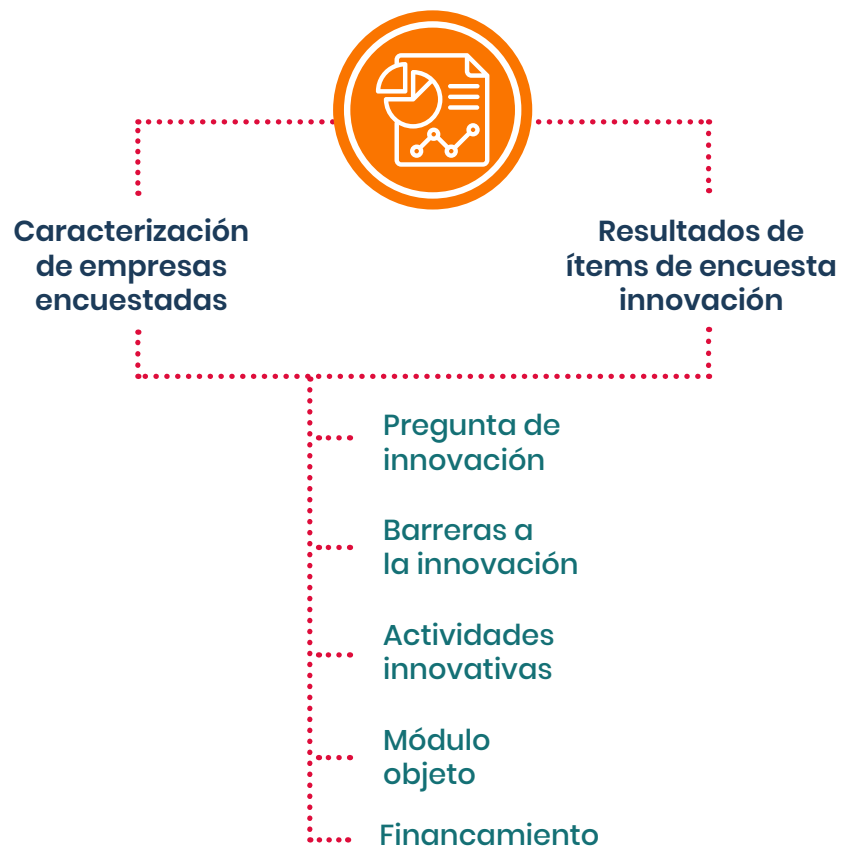 Caracterización
de empresas
encuestadas
Resultados de
ítems de encuesta
innovación
Pregunta de
innovación
Barreras a
la innovación
Actividades
innovativas
Módulo
objeto
Financamiento